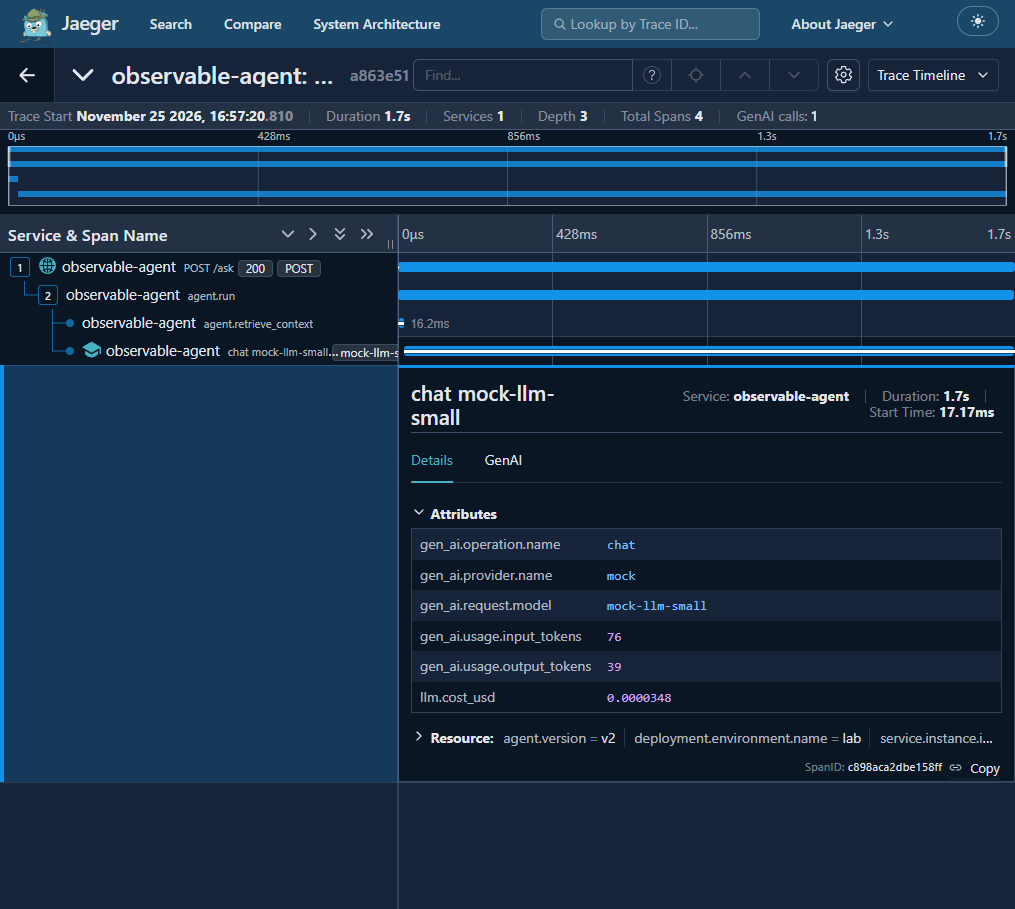 Jaeger Search Compare System Architecture Lookup by Trace ID... About Jaeger
observable-agent: ... a863e51 Find... ? Trace Timeline
Trace Start November 25 2026, 16:57:20.810 Duration 1.7s Services 1 Depth 3 Total Spans 4 GenAI calls: 1
0μs 428ms 856ms 1.3s 1.7s
Service & Span Name 0μs 428ms 856ms 1.3s 1.7s
1 observable-agent POST /ask 200 POST
2 observable-agent agent.run
observable-agent agent.retrieve_context 16.2ms
observable-agent chat mock-llm-small... mock-llm-s
chat mock-llm-small Service: observable-agent Duration: 1.7s
Start Time: 17.17ms
Details GenAI
Attributes
gen_ai.operation.name chat
gen_ai.provider.name mock
gen_ai.request.model mock-llm-small
gen_ai.usage.input_tokens 76
gen_ai.usage.output_tokens 39
llm.cost_usd 0.0000348
Resource: agent.version = v2 deployment.environment.name = lab service.instance.i...
SpanID: c898aca2dbe158ff Copy